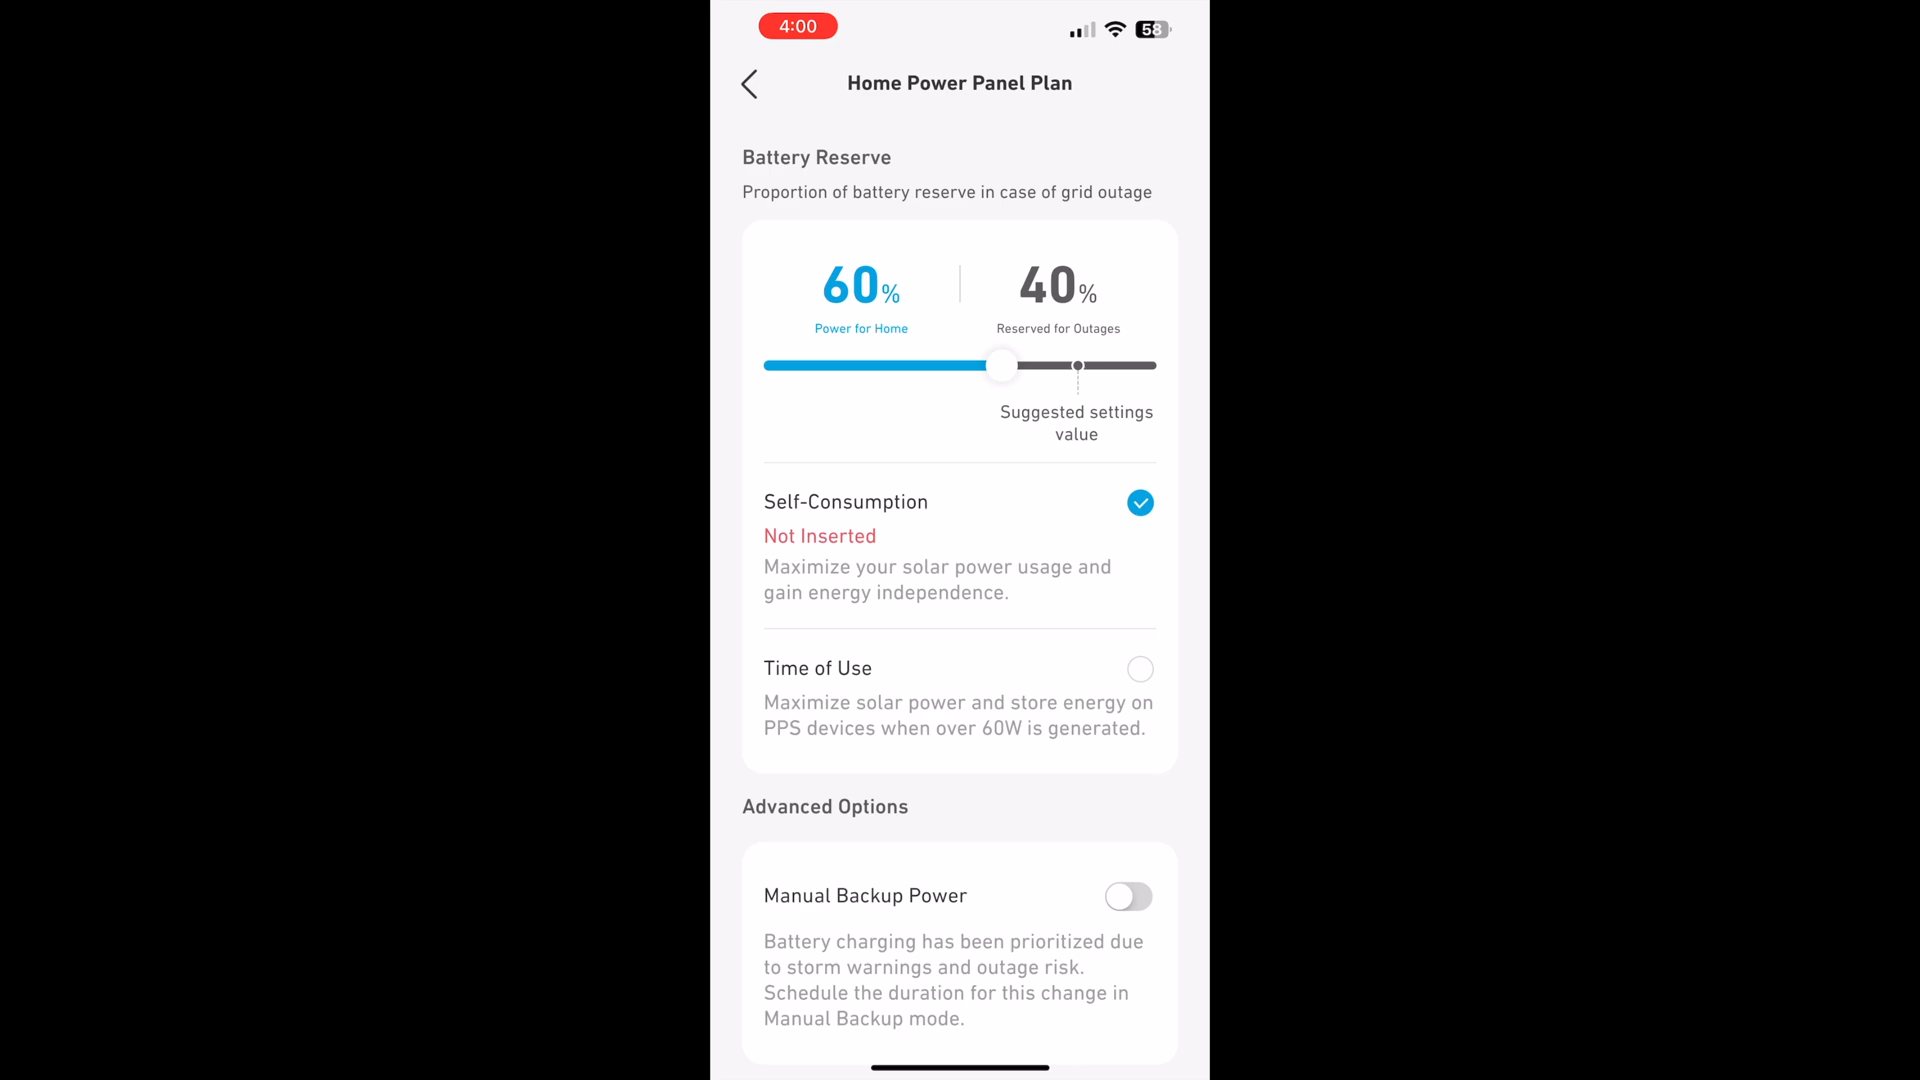 4:00
58
Home Power Panel Plan
Battery Reserve
Proportion of battery reserve in case of grid outage
60% 40%
Power for Home Reserved for Outages
Suggested settings
value
Self-Consumption
Not Inserted
Maximize your solar power usage and
gain energy independence.
Time of Use
Maximize solar power and store energy on
PPS devices when over 60W is generated.
Advanced Options
Manual Backup Power
Battery charging has been prioritized due
to storm warnings and outage risk.
Schedule the duration for this change in
Manual Backup mode.